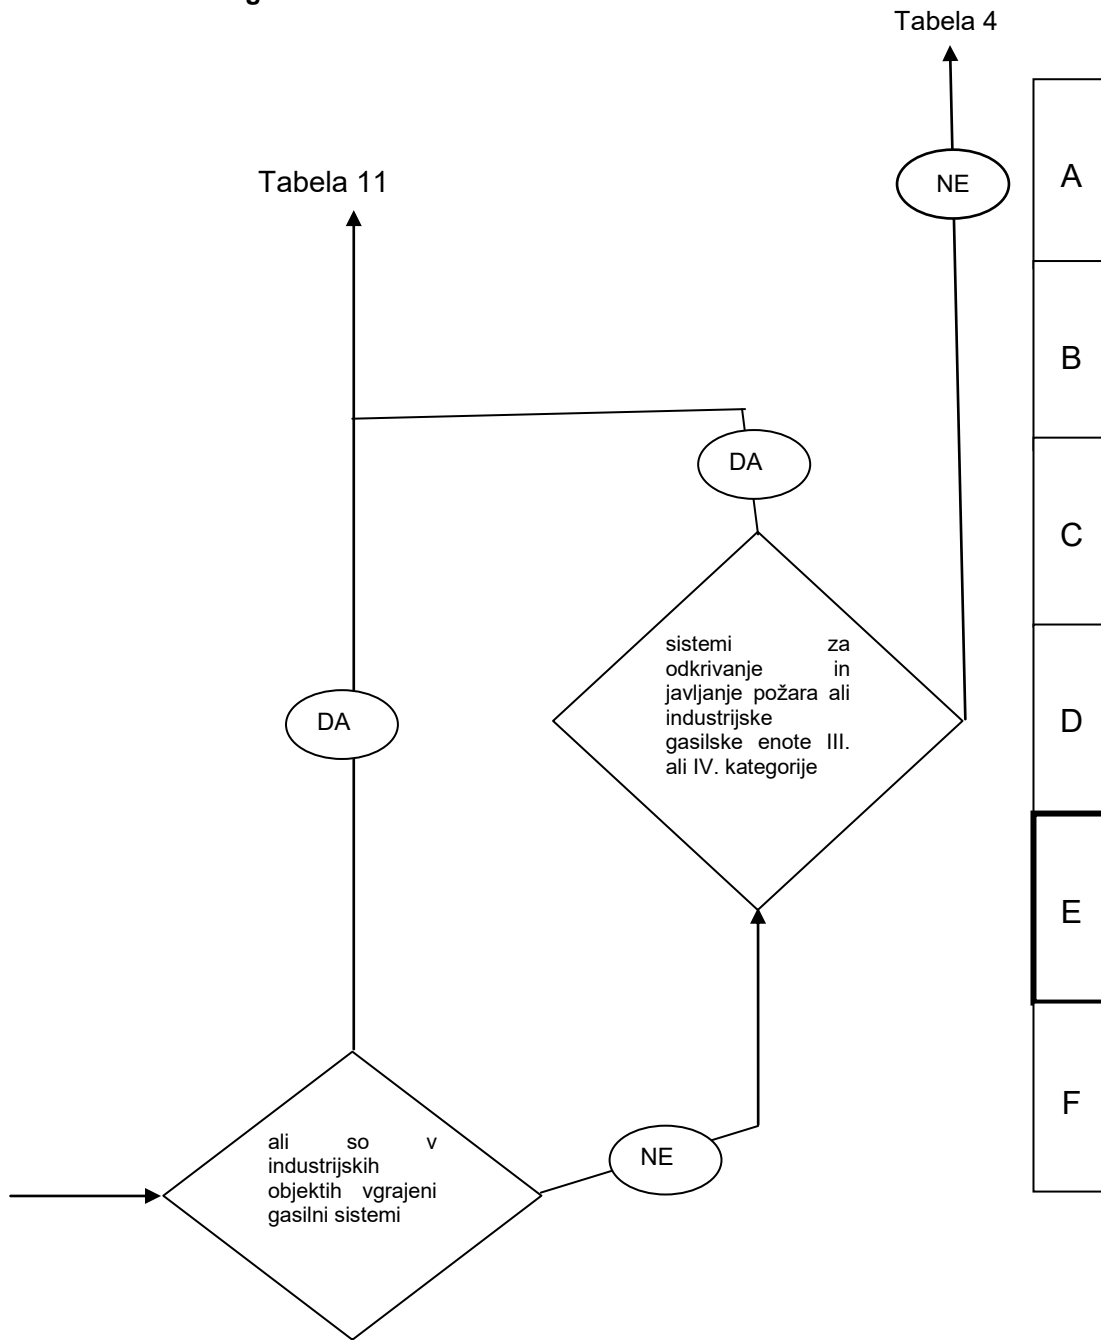 Tabela 4
NE
A
Tabela 11
B
DA
C
sistemi za
odkrivanje in
javljanje požara ali
industrijske
gasilske enote III.
ali IV. kategorije
DA
D
E
F
ali so v
industrijskih
objektih vgrajeni
gasilni sistemi
NE